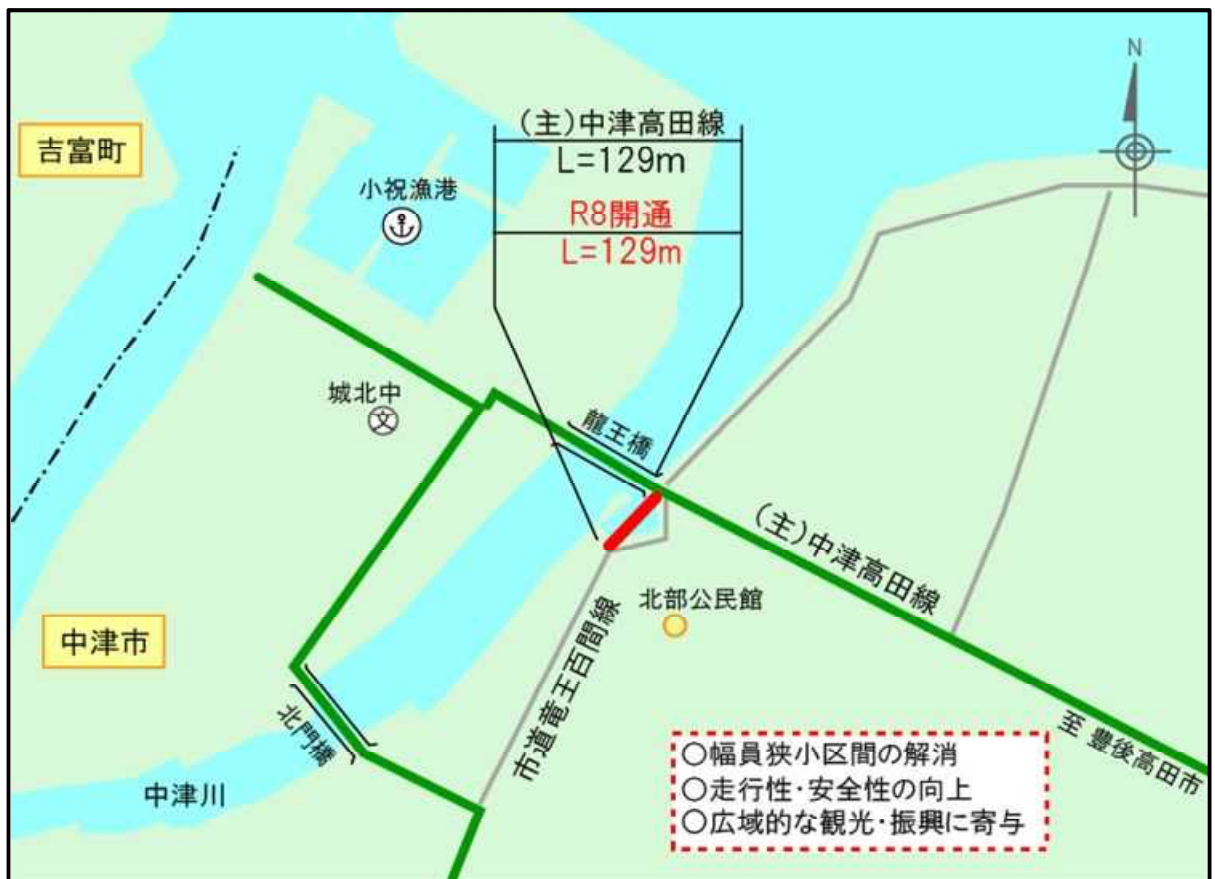 N
吉富町
小祝漁港
(主)中津高田線
L=129m
R8開通
L=129m
城北中
文
龍王橋
(主)中津高田線
北部公民館
中津市
市道竜王百間線
北門橋
中津川
至 豊後高田市
○幅員狭小区間の解消
○走行性・安全性の向上
○広域的な観光・振興に寄与